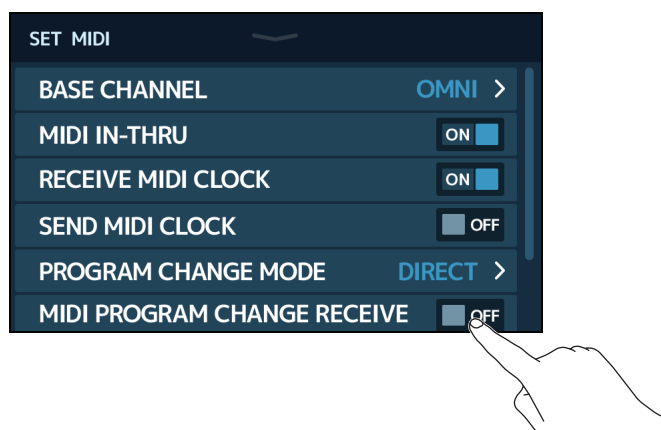 SET MIDI
BASE CHANNEL OMNI >
MIDI IN-THRU ON
RECEIVE MIDI CLOCK ON
SEND MIDI CLOCK OFF
PROGRAM CHANGE MODE DIRECT >
MIDI PROGRAM CHANGE RECEIVE OFF